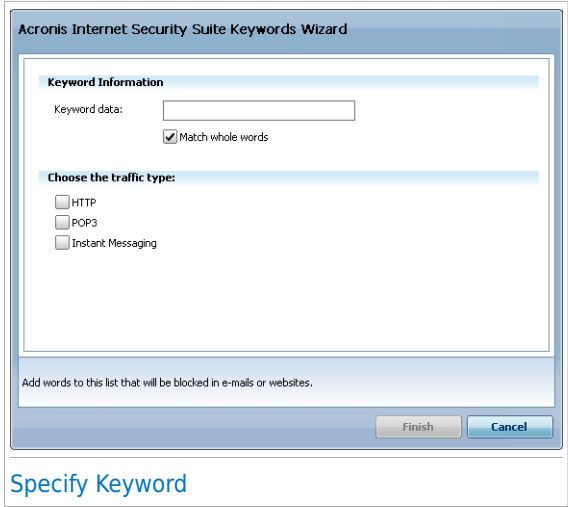 Acronis Internet Security Suite Keywords Wizard
Keyword Information
Keyword data:
Match whole words
Choose the traffic type:
HTTP
POP3
Instant Messaging
Add words to this list that will be blocked in e-mails or websites.
Finish Cancel
Specify Keyword